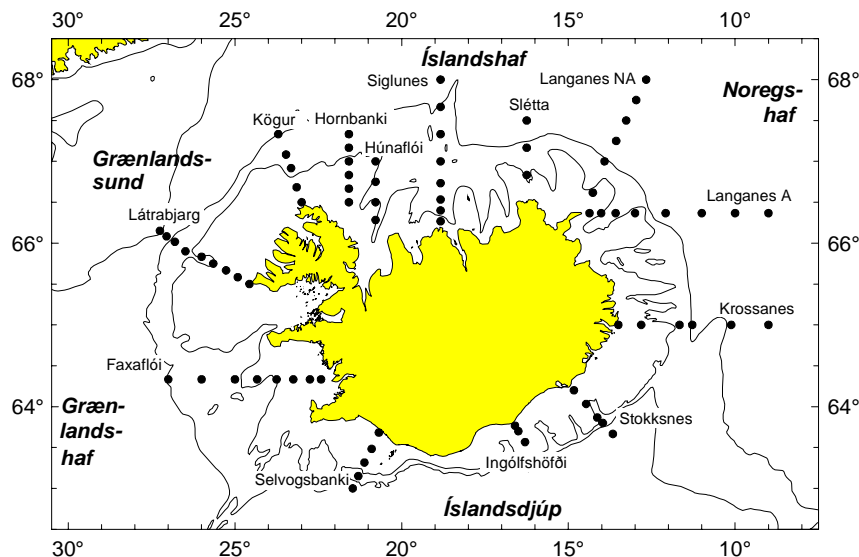 30° 25° 20° 15° 10°
Íslandshaf
68° Siglunes Langanes NA 68°
Slétta
Noregs-
haf
Kögur Hornbanki
Húnaflói
Grænlands-
sund
Langanes A
Látrabjarg
66° 66°
Krossanes
Faxaflói
64° 64°
Græn-
lands-
haf
Stokksnes
Ingólfshöfði
Selvogsbanki
Íslandsdjúp
30° 25° 20° 15° 10°